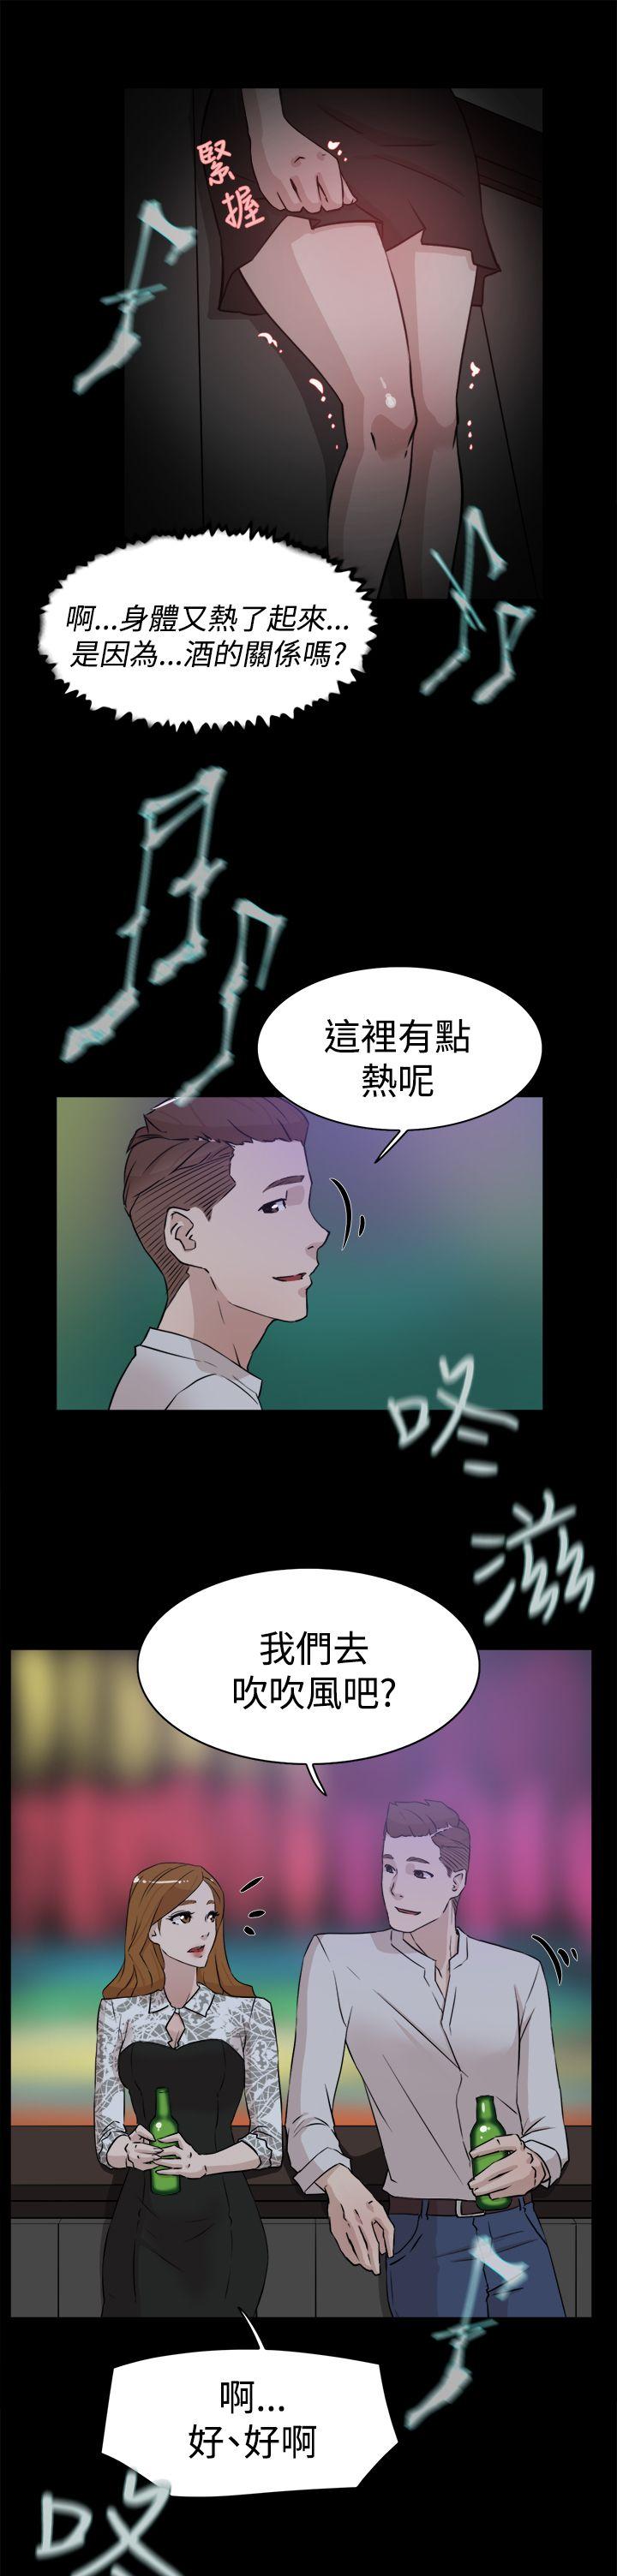 緊
握
啊...身體又熱了起來...
是因為...酒的關係嗎?
這裡有點
熱呢
咚
滋
我們去
吹吹風吧?
啊...
好、好啊
咚